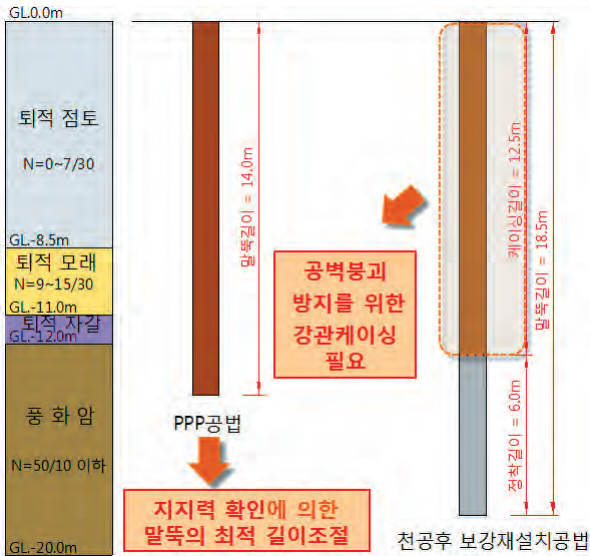 GL.0.0m
퇴적 점토
N=0~7/30
GL.-8.5m
퇴적 모래
N=9~15/30
GL.-11.0m
퇴적 자갈
GL.-12.0m
풍 화 암
N=50/10 이하
GL.-20.0m
말뚝길이 = 14.0m
PPP공법
지지력 확인에 의한
말뚝의 최적 길이조절
공벽붕괴
방지를 위한
강관케이싱
필요
케이싱길이 = 12.5m
말뚝길이 = 18.5m
정착길이 = 6.0m
천공후 보강재설치공법